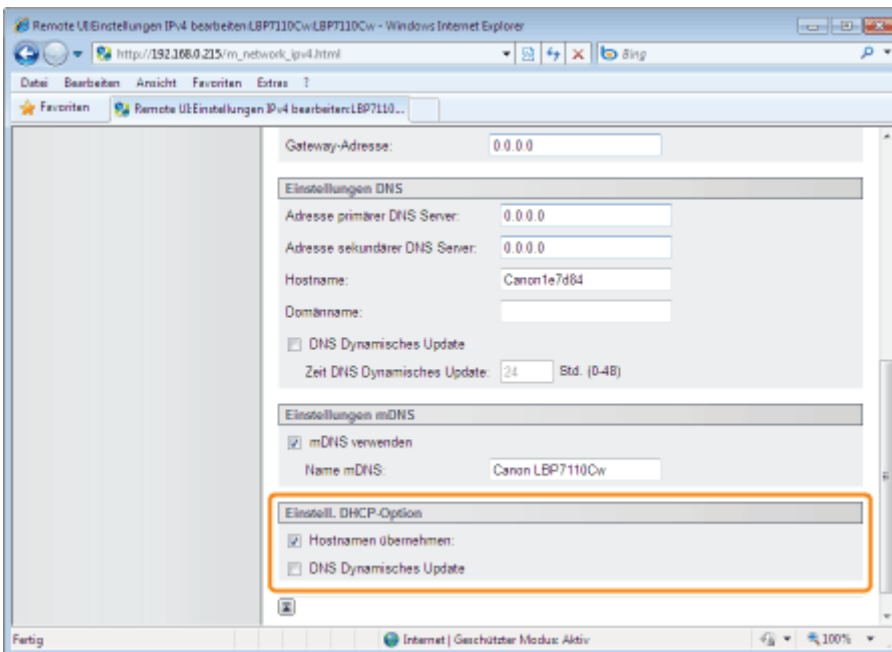 Remote UI:Einstellungen IPv4 bearbeiten:LBP7110Cw:LBP7110Cw - Windows Internet Explorer
http://192.168.0.215/m_network_ipv4.html
Bing
Datei Bearbeiten Ansicht Favoriten Extras ?
Favoriten Remote UI:Einstellungen IPv4 bearbeiten:LBP7110...
Gateway-Adresse: 0.0.0.0
Einstellungen DNS
Adresse primärer DNS Server: 0.0.0.0
Adresse sekundärer DNS Server: 0.0.0.0
Hostname: Canon1e7d84
Domänname:
DNS Dynamisches Update
Zeit DNS Dynamisches Update: 24 Std. (0-48)
Einstellungen mDNS
mDNS verwenden
Name mDNS: Canon LBP7110Cw
Einstell. DHCP-Option
Hostnamen übernehmen:
DNS Dynamisches Update
Fertig Internet | Geschützter Modus: Aktiv 100%